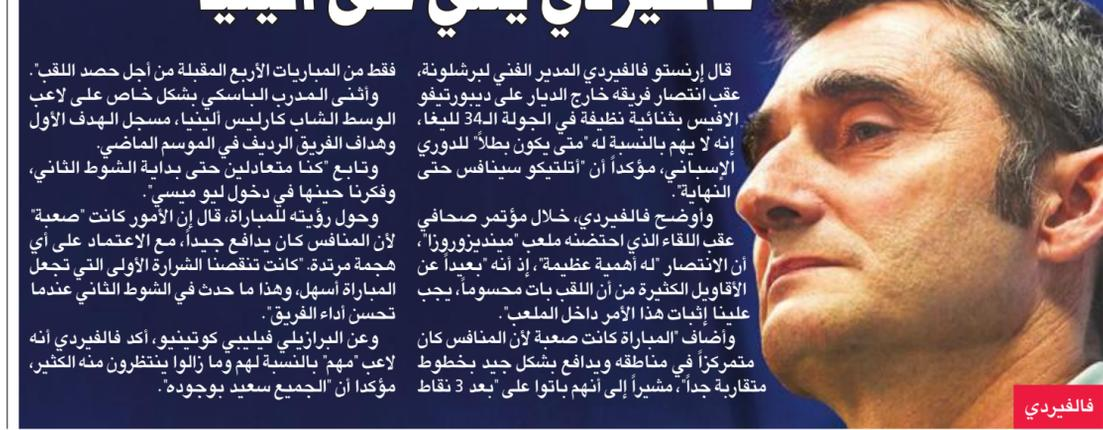 قال إرنستو فالفيردي المدير الفني لبرشلونة،
عقب انتصار فريقه خارج الديار على ديبورتيفو
الافيس بثنائية نظيفة في الجولة الـ34 لليغا،
إنه لا يهم بالنسبة له "متى يكون بطلاً" للدوري
الإسباني، مؤكداً أن "أتلتيكو سينافس حتى
النهاية".
وأوضح فالفيردي، خلال مؤتمر صحافي
عقب اللقاء الذي احتضنه ملعب "مينديزوروزا"،
أن الانتصار "له أهمية عظيمة"، إذ أنه "بعيداً عن
الأقاويل الكثيرة من أن اللقب بات محسوماً، يجب
علينا إثبات هذا الأمر داخل الملعب".
وأضاف "المباراة كانت صعبة لأن المنافس كان
متمركزاً في مناطقه ويدافع بشكل جيد بخطوط
متقاربة جداً"، مشيراً إلى أنهم باتوا على "بعد 3 نقاط
فقط من المباريات الأربع المقبلة من أجل حصد اللقب".
وأثنى المدرب الباسكي بشكل خاص على لاعب
الوسط الشاب كارليس ألينيا، مسجل الهدف الأول
وهداف الفريق الرديف في الموسم الماضي.
وتابع "كنا متعادلين حتى بداية الشوط الثاني،
وفكرنا حينها في دخول ليو ميسي".
وحول رؤيته للمباراة، قال إن الأمور كانت "صعبة"
لأن المنافس كان يدافع جيداً، مع الاعتماد على أي
هجمة مرتدة. "كانت تنقصنا الشرارة الأولى التي تجعل
المباراة أسهل، وهذا ما حدث في الشوط الثاني عندما
تحسن أداء الفريق".
وعن البرازيلي فيليبي كوتينيو، أكد فالفيردي أنه
لاعب "مهم" بالنسبة لهم وما زالوا ينتظرون منه الكثير،
مؤكدا أن "الجميع سعيد بوجوده".
فالفيردي